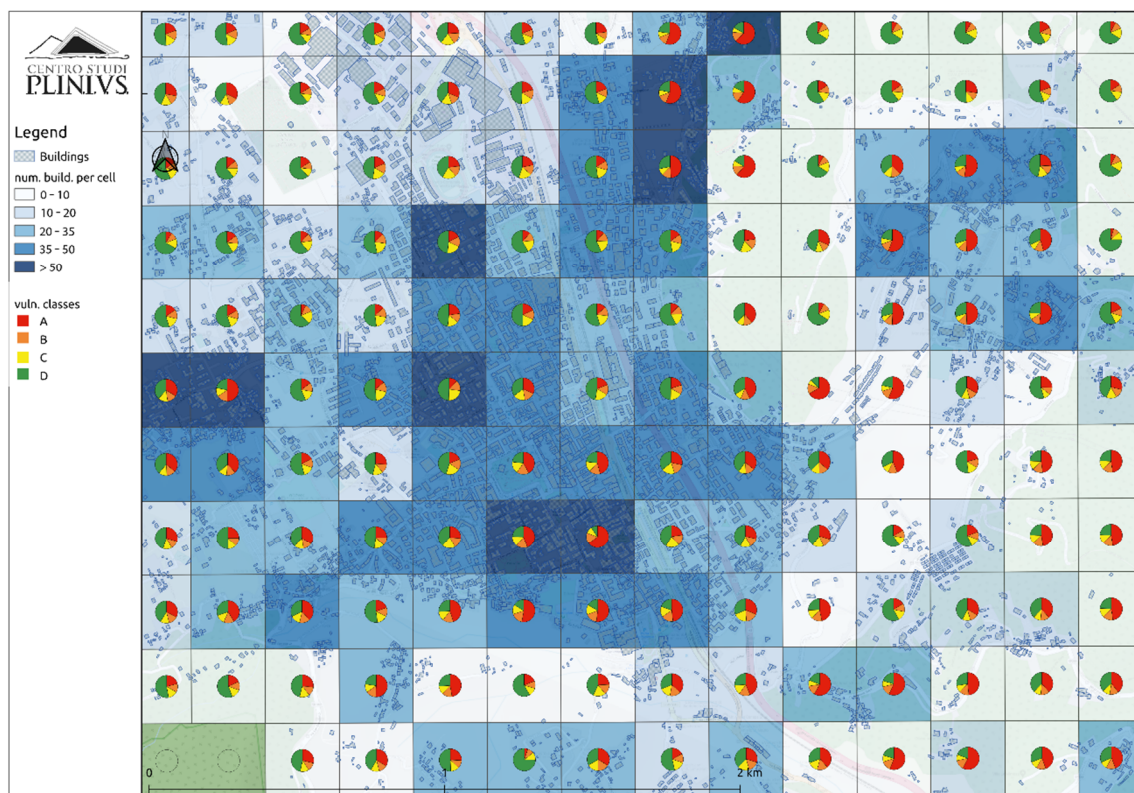 CENTRO STUDI
PLINIVS
Legend
Buildings
num. build. per cell
0 - 10
10 - 20
20 - 35
35 - 50
> 50
vuln. classes
A
B
C
D
0 1 2 km